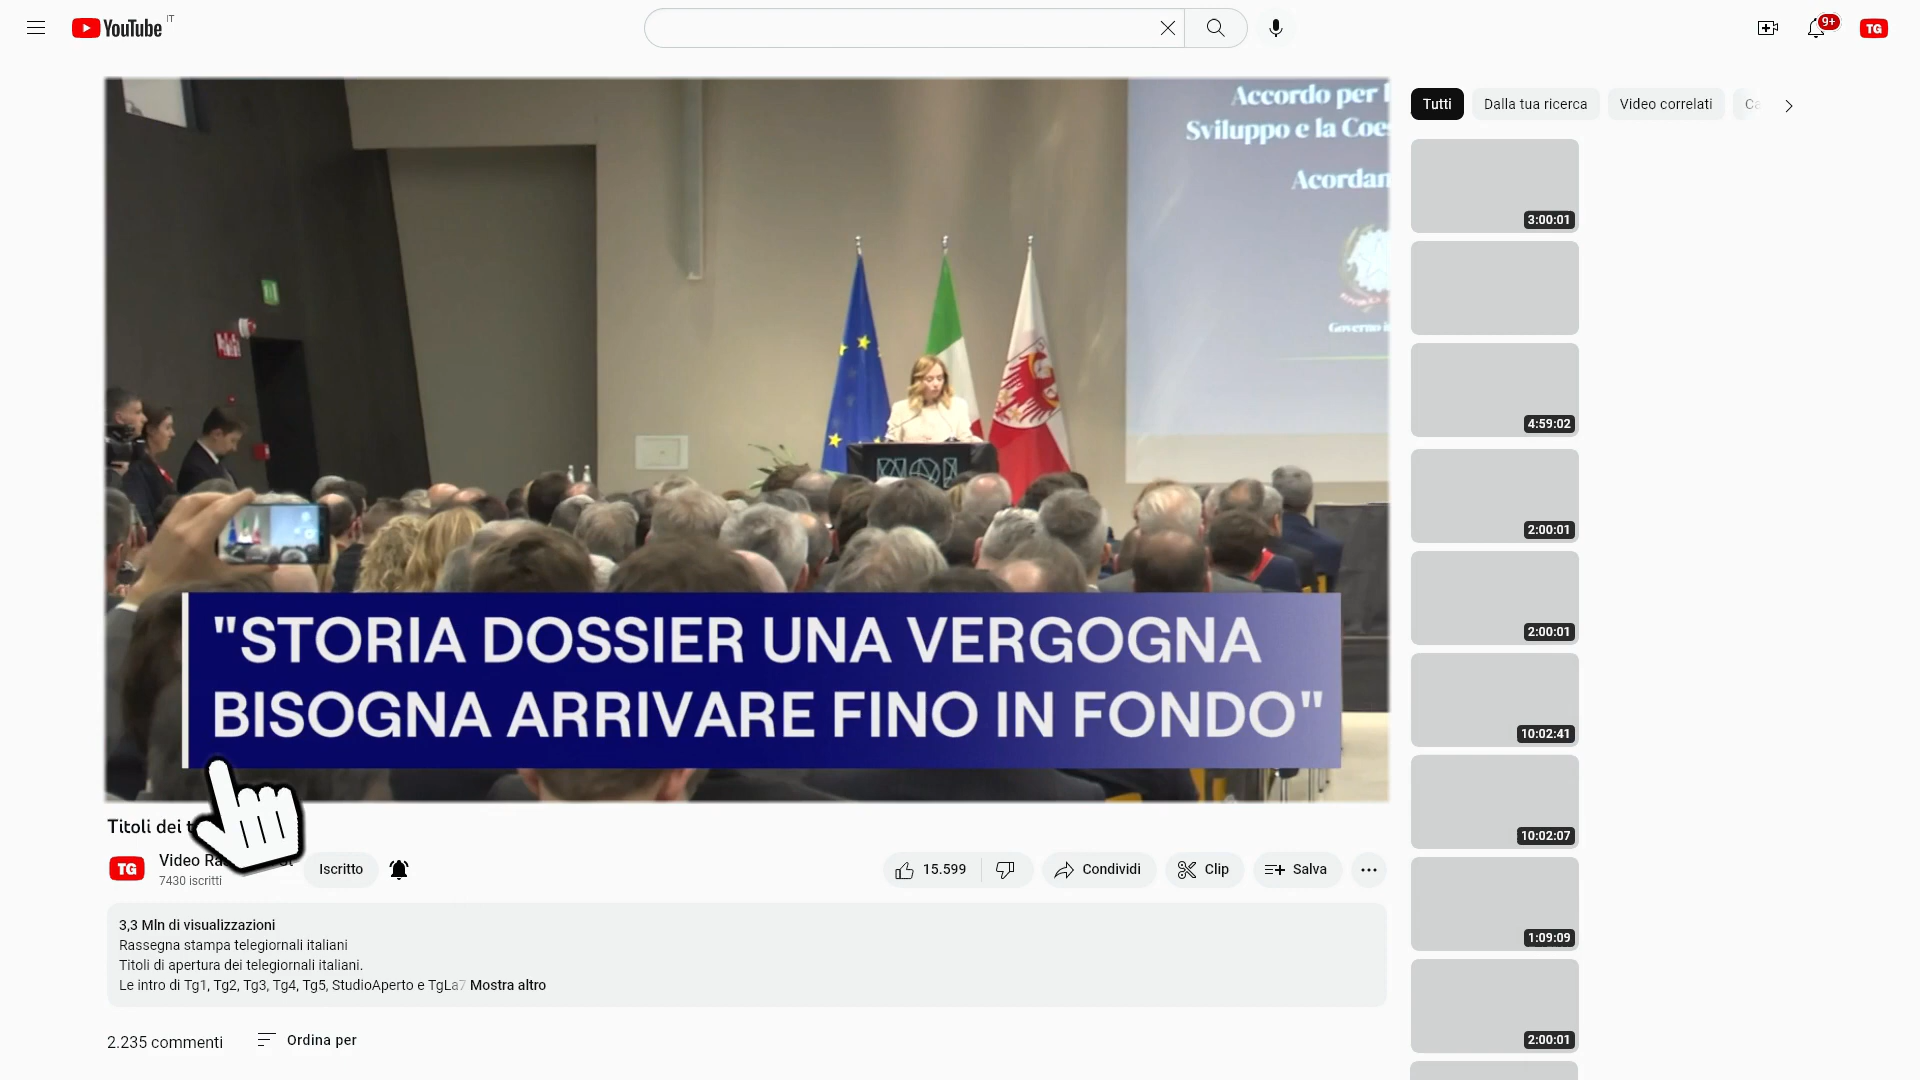 YouTube IT
9+
TG
Accordo per l
Sviluppo e la Coes
Acordan
Governo i
"STORIA DOSSIER UNA VERGOGNA
BISOGNA ARRIVARE FINO IN FONDO"
Tutti
Dalla tua ricerca
Video correlati
Ca
3:00:01
4:59:02
2:00:01
2:00:01
10:02:41
10:02:07
1:09:09
2:00:01
Titoli dei t
TG
Video Ra
7430 iscritti
Iscritto
15.599
Condividi
Clip
Salva
3,3 Mln di visualizzazioni
Rassegna stampa telegiornali italiani
Titoli di apertura dei telegiornali italiani.
Le intro di Tg1, Tg2, Tg3, Tg4, Tg5, StudioAperto e TgLa7 Mostra altro
2.235 commenti
Ordina per